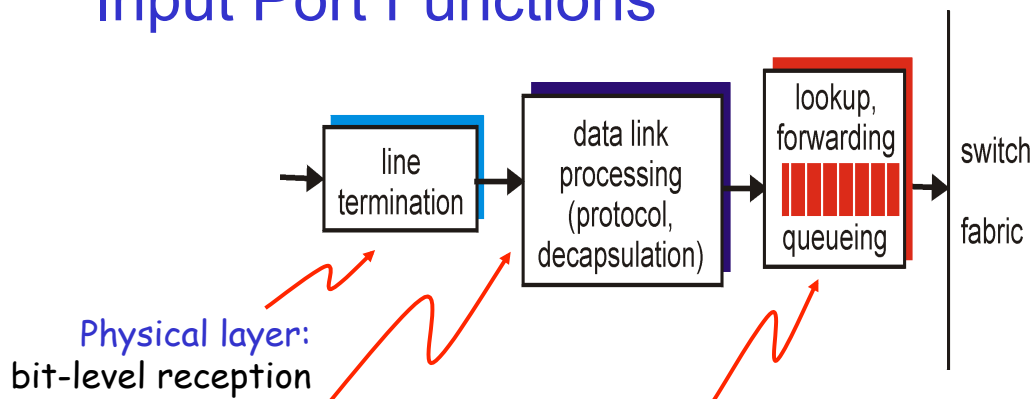 Input Port Functions
line
termination
data link
processing
(protocol,
decapsulation)
lookup,
forwarding
queueing
switch
fabric
Physical layer:
bit-level reception